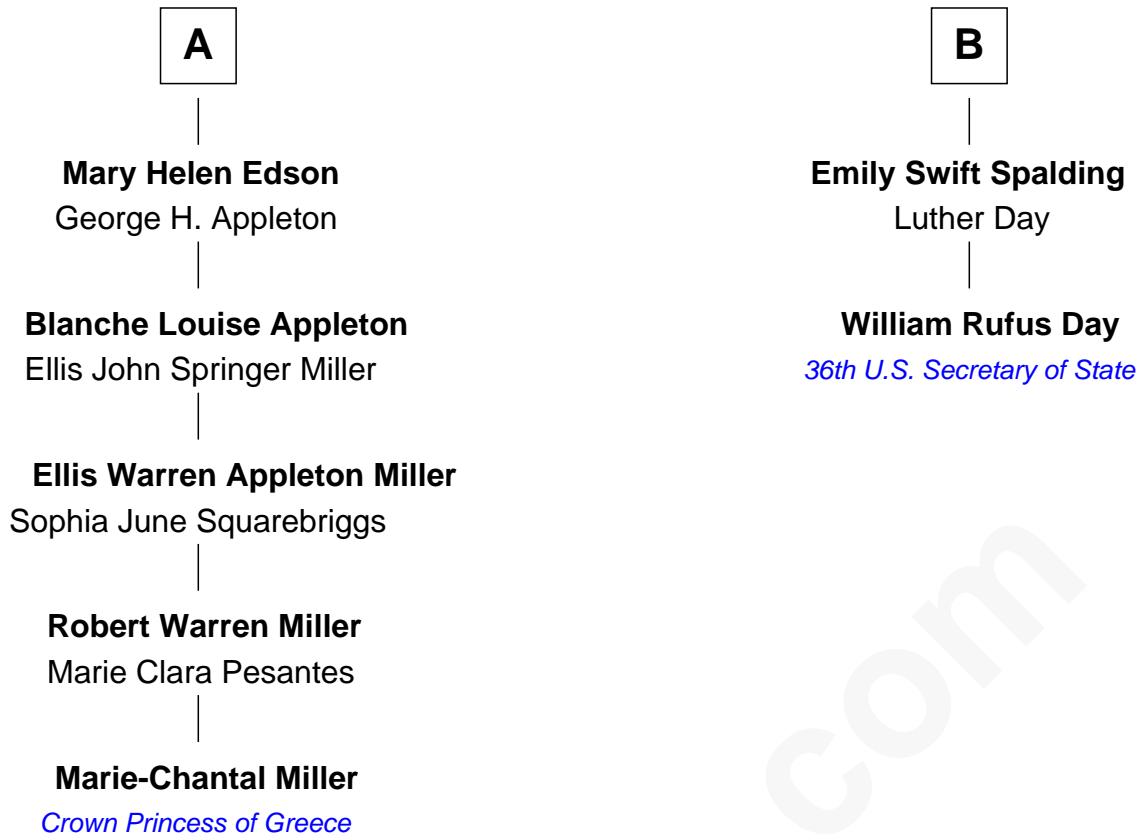 A
Mary Helen Edson
George H. Appleton
Blanche Louise Appleton
Ellis John Springer Miller
Ellis Warren Appleton Miller
Sophia June Squarebriggs
Robert Warren Miller
Marie Clara Pesantes
Marie-Chantal Miller
Crown Princess of Greece
B
Emily Swift Spalding
Luther Day
William Rufus Day
36th U.S. Secretary of State
com